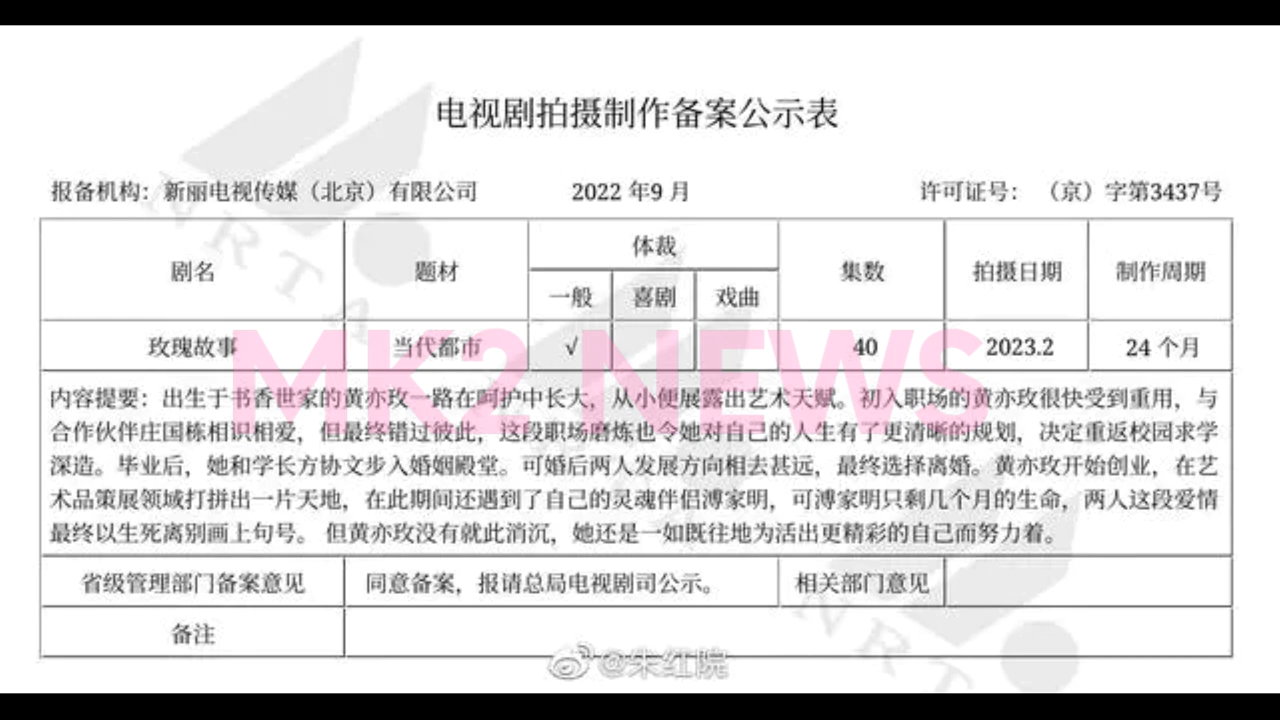 电视剧拍摄制作备案公示表
报备机构：新丽电视传媒（北京）有限公司 2022 年9 月 许可证号： （京）字第3437号
剧名 题材 体裁 集数 拍摄日期 制作周期
一般 喜剧 戏曲
玫瑰故事 当代都市 √ 40 2023.2 24 个月
MK2 NEWS
内容提要：出生于书香世家的黄亦玫一路在呵护中长大，从小便展露出艺术天赋。初入职场的黄亦玫很快受到重用，与
合作伙伴庄国栋相识相爱，但最终错过彼此，这段职场磨炼也令她对自己的人生有了更清晰的规划，决定重返校园求学
深造。毕业后，她和学长方协文步入婚姻殿堂。可婚后两人发展方向相去甚远，最终选择离婚。黄亦玫开始创业，在艺
术品策展领域打拼出一片天地，在此期间还遇到了自己的灵魂伴侣溥家明，可溥家明只剩几个月的生命，两人这段爱情
最终以生死离别画上句号。 但黄亦玫没有就此消沉，她还是一如既往地为活出更精彩的自己而努力着。
省级管理部门备案意见 同意备案，报请总局电视剧司公示。 相关部门意见
备注
@朱红院
NRTA
NRT